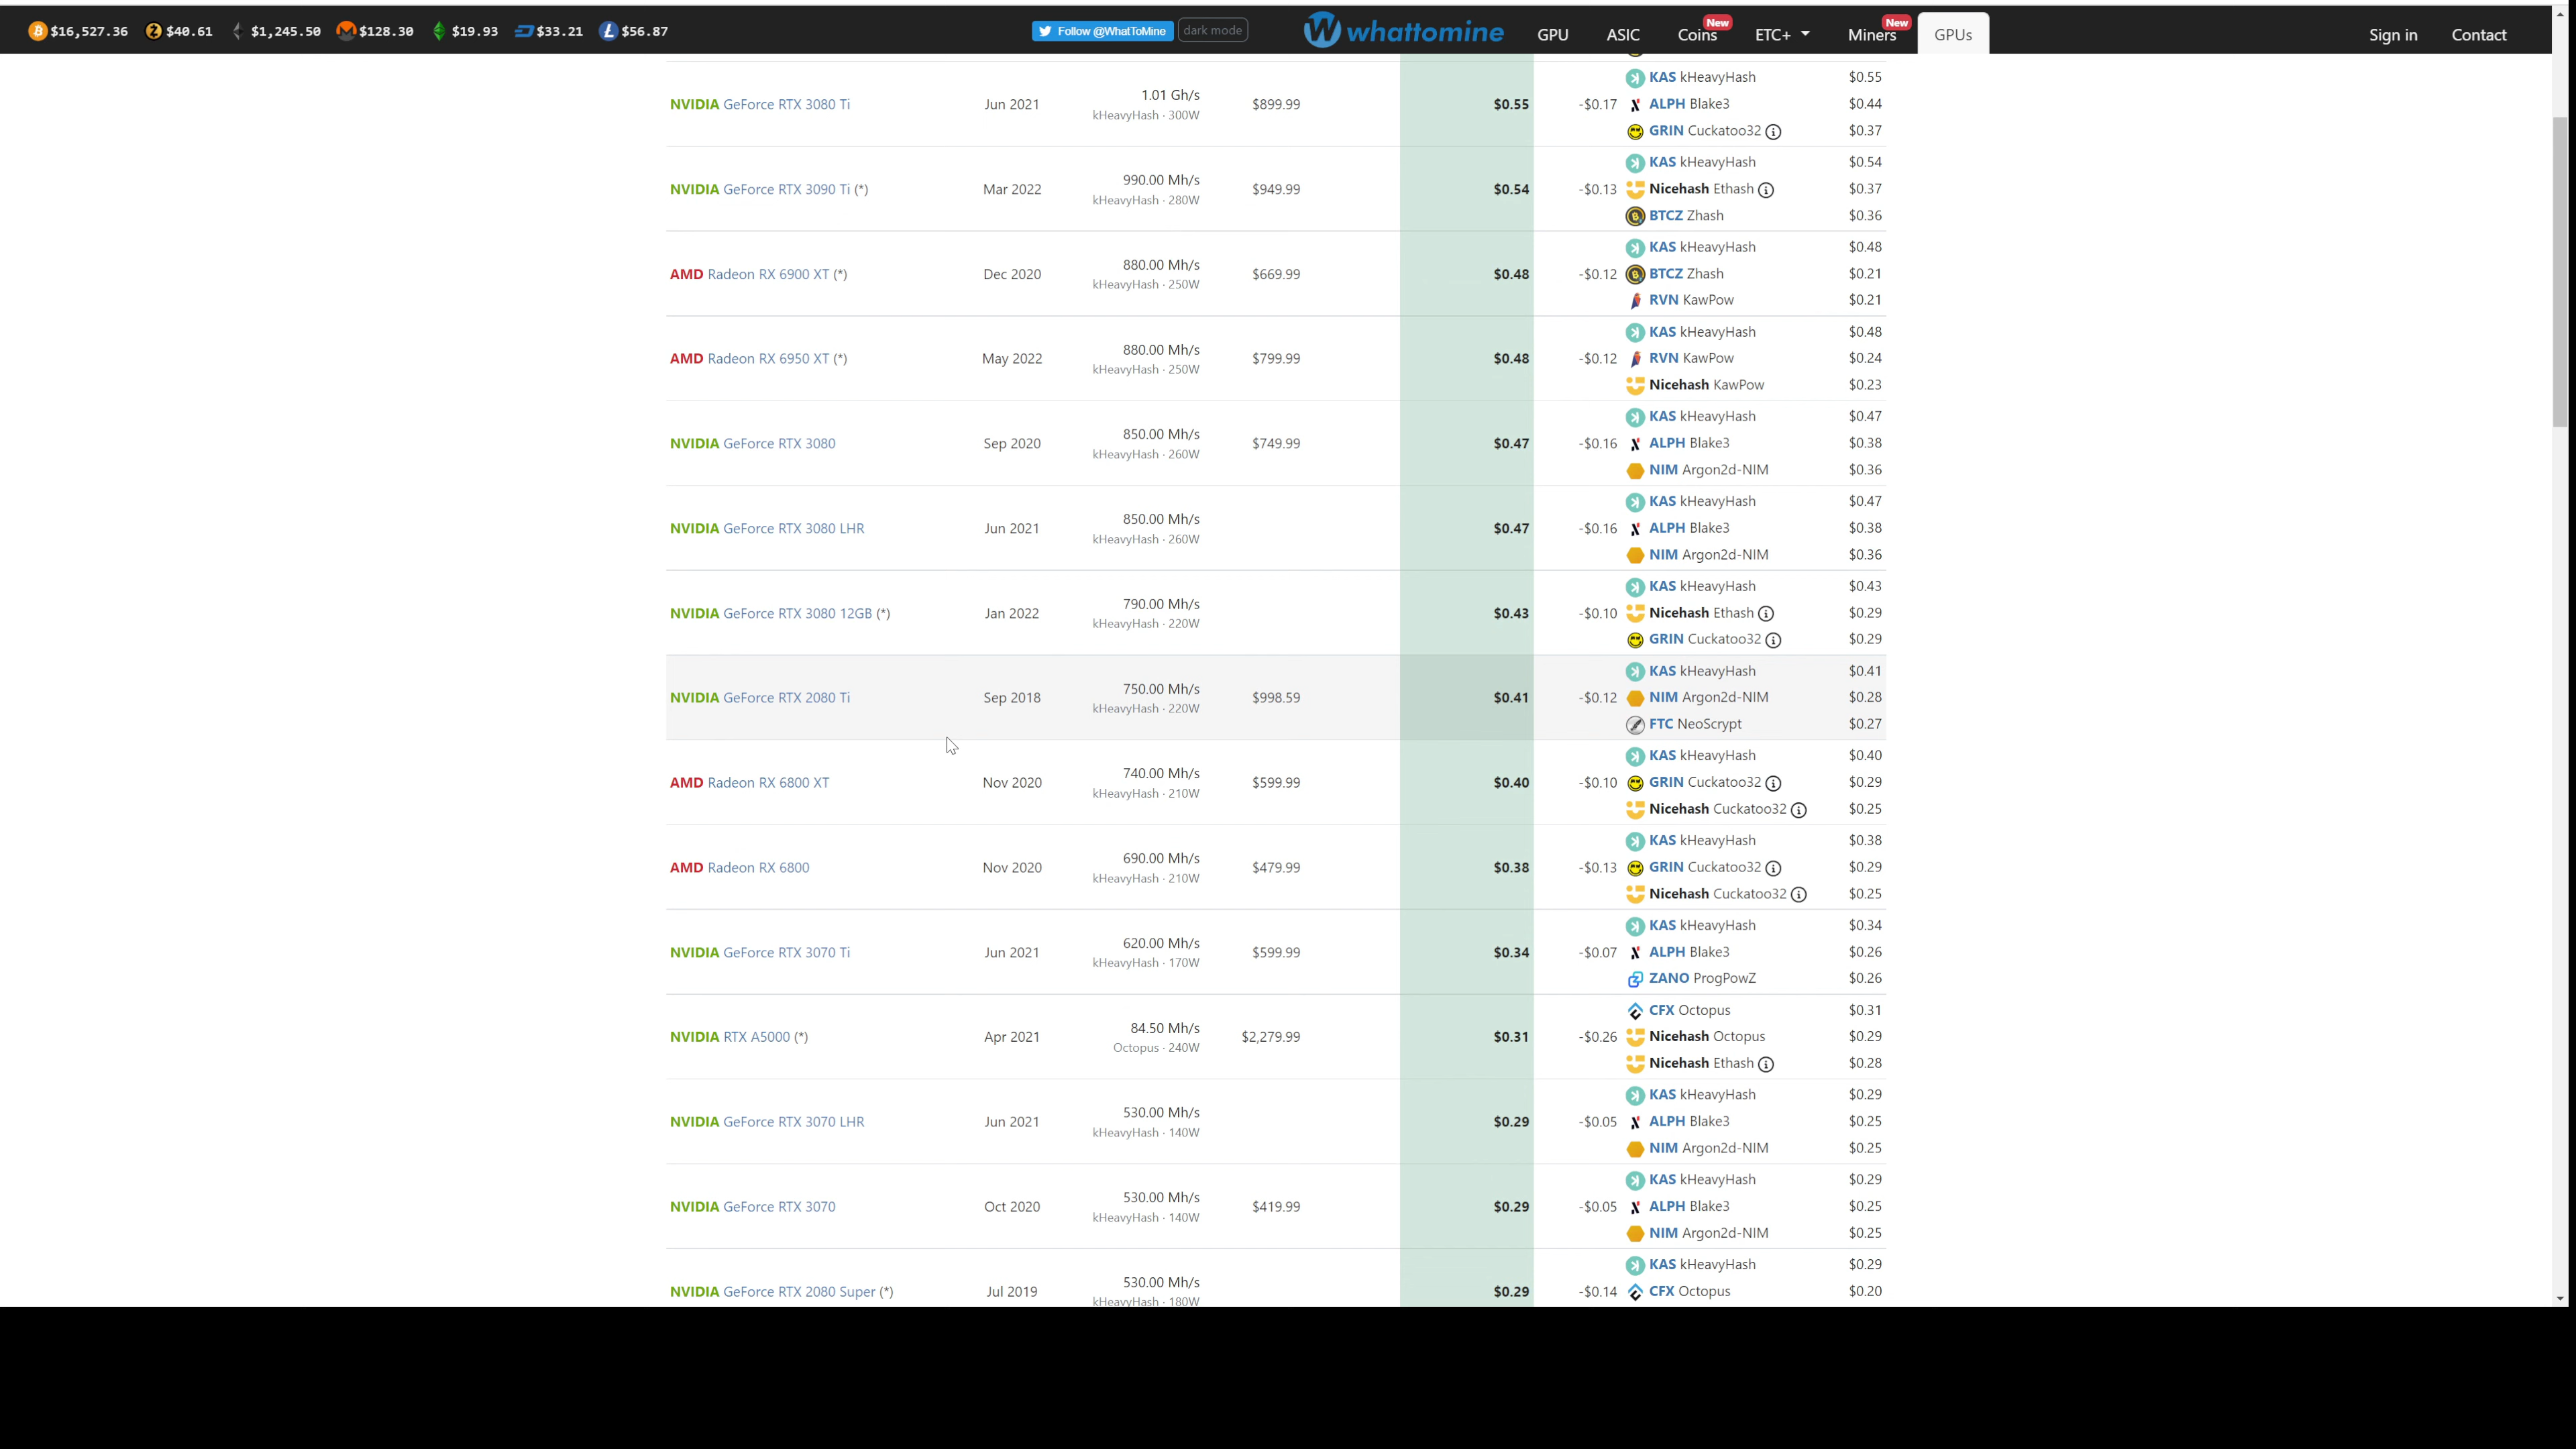 $16,527.36 $40.61 $1,245.50 $128.30 $19.93 $33.21 $56.87 Follow @WhatToMine dark mode whattomine GPU ASIC Coins New ETC+ Miners New GPUs Sign in Contact
KAS kHeavyHash $0.55
NVIDIA GeForce RTX 3080 Ti Jun 2021 1.01 Gh/s kHeavyHash · 300W $899.99 $0.55 -$0.17 ALPH Blake3 $0.44
GRIN Cuckatoo32 $0.37
KAS kHeavyHash $0.54
NVIDIA GeForce RTX 3090 Ti (*) Mar 2022 990.00 Mh/s kHeavyHash · 280W $949.99 $0.54 -$0.13 Nicehash Ethash $0.37
BTCZ Zhash $0.36
KAS kHeavyHash $0.48
AMD Radeon RX 6900 XT (*) Dec 2020 880.00 Mh/s kHeavyHash · 250W $669.99 $0.48 -$0.12 BTCZ Zhash $0.21
RVN KawPow $0.21
KAS kHeavyHash $0.48
AMD Radeon RX 6950 XT (*) May 2022 880.00 Mh/s kHeavyHash · 250W $799.99 $0.48 -$0.12 RVN KawPow $0.24
Nicehash KawPow $0.23
KAS kHeavyHash $0.47
NVIDIA GeForce RTX 3080 Sep 2020 850.00 Mh/s kHeavyHash · 260W $749.99 $0.47 -$0.16 ALPH Blake3 $0.38
NIM Argon2d-NIM $0.36
KAS kHeavyHash $0.47
NVIDIA GeForce RTX 3080 LHR Jun 2021 850.00 Mh/s kHeavyHash · 260W $0.47 -$0.16 ALPH Blake3 $0.38
NIM Argon2d-NIM $0.36
KAS kHeavyHash $0.43
NVIDIA GeForce RTX 3080 12GB (*) Jan 2022 790.00 Mh/s kHeavyHash · 220W $0.43 -$0.10 Nicehash Ethash $0.29
GRIN Cuckatoo32 $0.29
KAS kHeavyHash $0.41
NVIDIA GeForce RTX 2080 Ti Sep 2018 750.00 Mh/s kHeavyHash · 220W $998.59 $0.41 -$0.12 NIM Argon2d-NIM $0.28
FTC NeoScrypt $0.27
KAS kHeavyHash $0.40
AMD Radeon RX 6800 XT Nov 2020 740.00 Mh/s kHeavyHash · 210W $599.99 $0.40 -$0.10 GRIN Cuckatoo32 $0.29
Nicehash Cuckatoo32 $0.25
KAS kHeavyHash $0.38
AMD Radeon RX 6800 Nov 2020 690.00 Mh/s kHeavyHash · 210W $479.99 $0.38 -$0.13 GRIN Cuckatoo32 $0.29
Nicehash Cuckatoo32 $0.25
KAS kHeavyHash $0.34
NVIDIA GeForce RTX 3070 Ti Jun 2021 620.00 Mh/s kHeavyHash · 170W $599.99 $0.34 -$0.07 ALPH Blake3 $0.26
ZANO ProgPowZ $0.26
CFX Octopus $0.31
NVIDIA RTX A5000 (*) Apr 2021 84.50 Mh/s Octopus · 240W $2,279.99 $0.31 -$0.26 Nicehash Octopus $0.29
Nicehash Ethash $0.28
KAS kHeavyHash $0.29
NVIDIA GeForce RTX 3070 LHR Jun 2021 530.00 Mh/s kHeavyHash · 140W $0.29 -$0.05 ALPH Blake3 $0.25
NIM Argon2d-NIM $0.25
KAS kHeavyHash $0.29
NVIDIA GeForce RTX 3070 Oct 2020 530.00 Mh/s kHeavyHash · 140W $419.99 $0.29 -$0.05 ALPH Blake3 $0.25
NIM Argon2d-NIM $0.25
KAS kHeavyHash $0.29
NVIDIA GeForce RTX 2080 Super (*) Jul 2019 530.00 Mh/s kHeavyHash · 180W $0.29 -$0.14 CFX Octopus $0.20